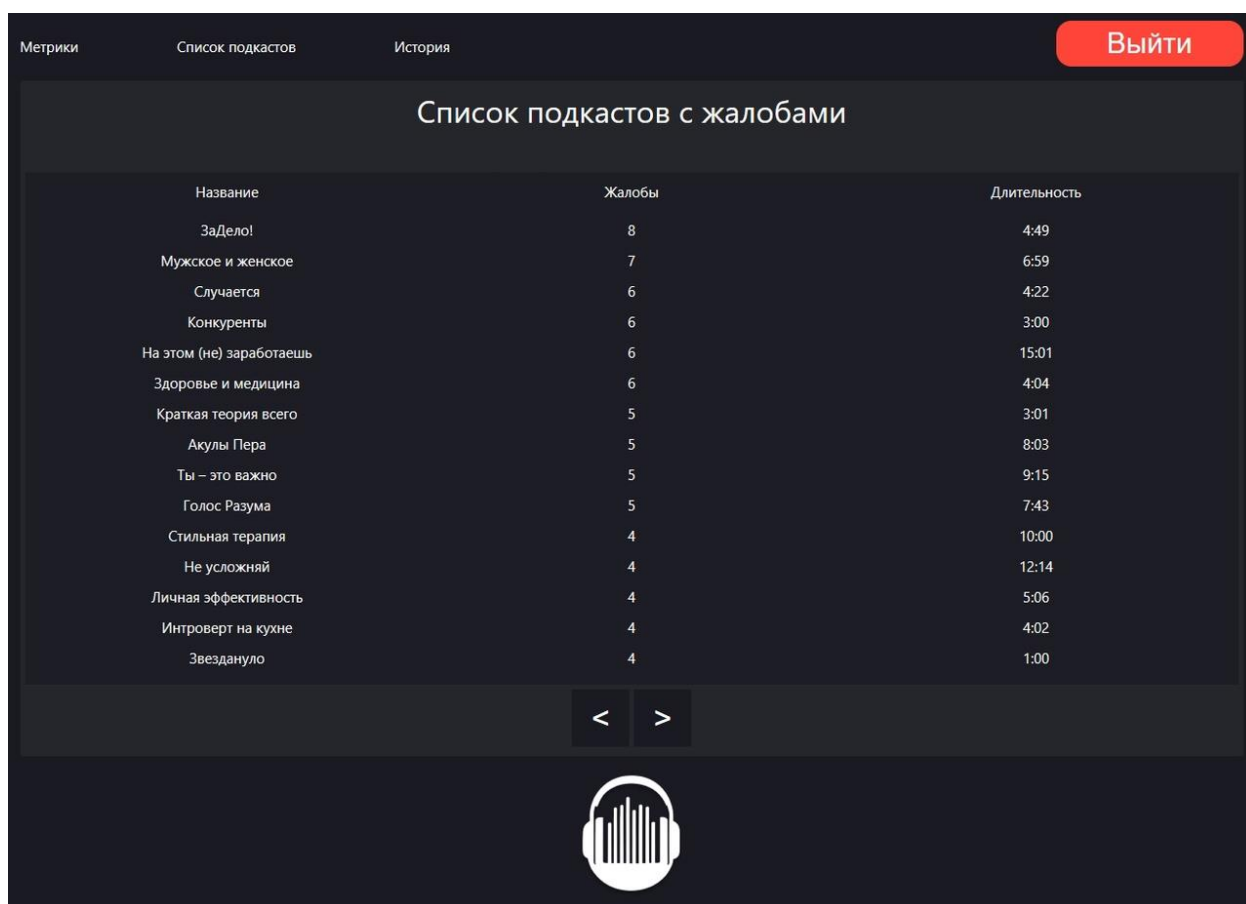 Метрики Список подкастов История Выйти
Список подкастов с жалобами
Название Жалобы Длительность
ЗаДело! 8 4:49
Мужское и женское 7 6:59
Случается 6 4:22
Конкуренты 6 3:00
На этом (не) заработаешь 6 15:01
Здоровье и медицина 6 4:04
Краткая теория всего 5 3:01
Акулы Пера 5 8:03
Ты – это важно 5 9:15
Голос Разума 5 7:43
Стильная терапия 4 10:00
Не усложняй 4 12:14
Личная эффективность 4 5:06
Интроверт на кухне 4 4:02
Звездануло 4 1:00
< >